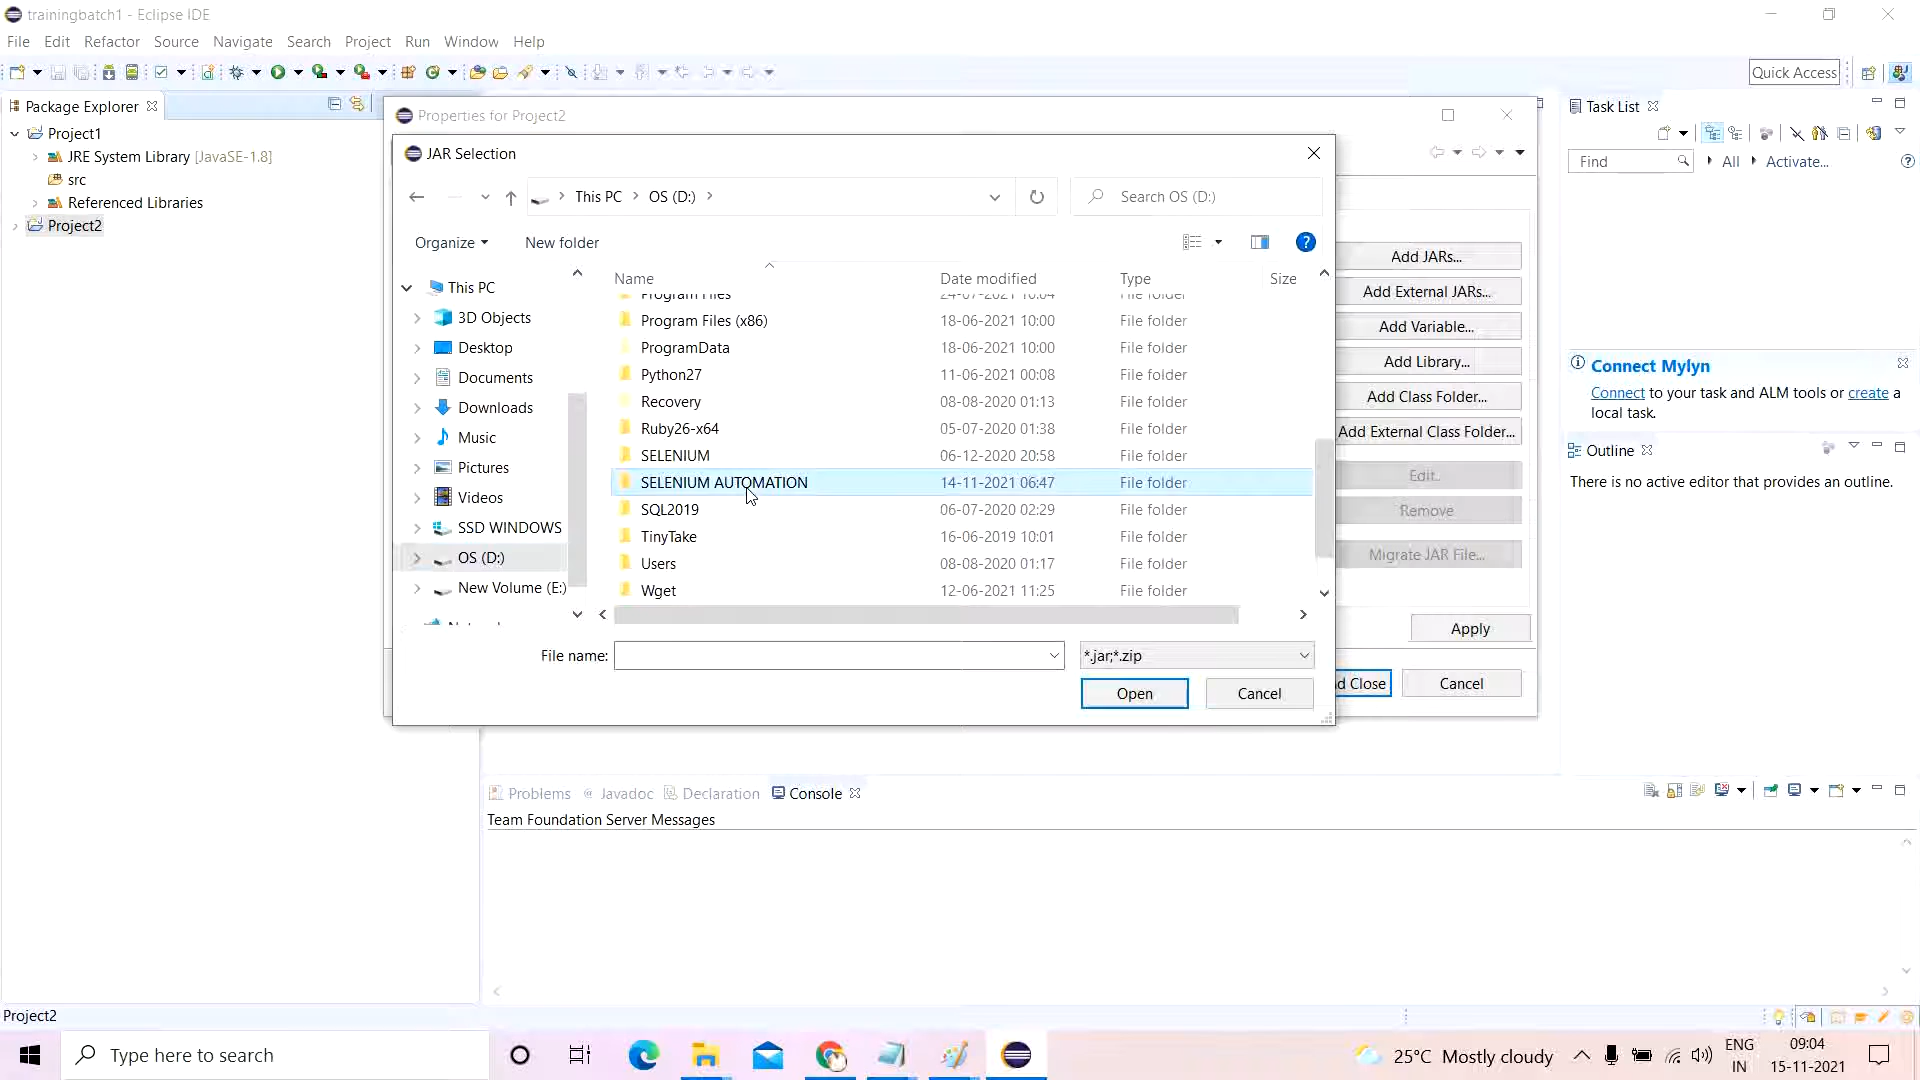 trainingbatch1 - Eclipse IDE
File Edit Refactor Source Navigate Search Project Run Window Help
Quick Access
Package Explorer
Project1
JRE System Library [JavaSE-1.8]
src
Referenced Libraries
Project2
Properties for Project2
JAR Selection
This PC > OS (D:) >
Search OS (D:)
Organize
New folder
This PC
3D Objects
Desktop
Documents
Downloads
Music
Pictures
Videos
SSD WINDOWS
OS (D:)
New Volume (E:)
Name Date modified Type Size
Program Files 24-07-2021 10:04 File folder
Program Files (x86) 18-06-2021 10:00 File folder
ProgramData 18-06-2021 10:00 File folder
Python27 11-06-2021 00:08 File folder
Recovery 08-08-2020 01:13 File folder
Ruby26-x64 05-07-2020 01:38 File folder
SELENIUM 06-12-2020 20:58 File folder
SELENIUM AUTOMATION 14-11-2021 06:47 File folder
SQL2019 06-07-2020 02:29 File folder
TinyTake 16-06-2019 10:01 File folder
Users 08-08-2020 01:17 File folder
Wget 12-06-2021 11:25 File folder
File name:
*.jar;*.zip
Open
Cancel
Add JARs...
Add External JARs...
Add Variable...
Add Library...
Add Class Folder...
Add External Class Folder...
Edit...
Remove
Migrate JAR File...
Apply
d Close
Cancel
Task List
Find
All
Activate...
Connect Mylyn
Connect to your task and ALM tools or create a
local task.
Outline
There is no active editor that provides an outline.
Problems @ Javadoc Declaration Console
Team Foundation Server Messages
Project2
Type here to search
25°C Mostly cloudy
ENG
IN
09:04
15-11-2021